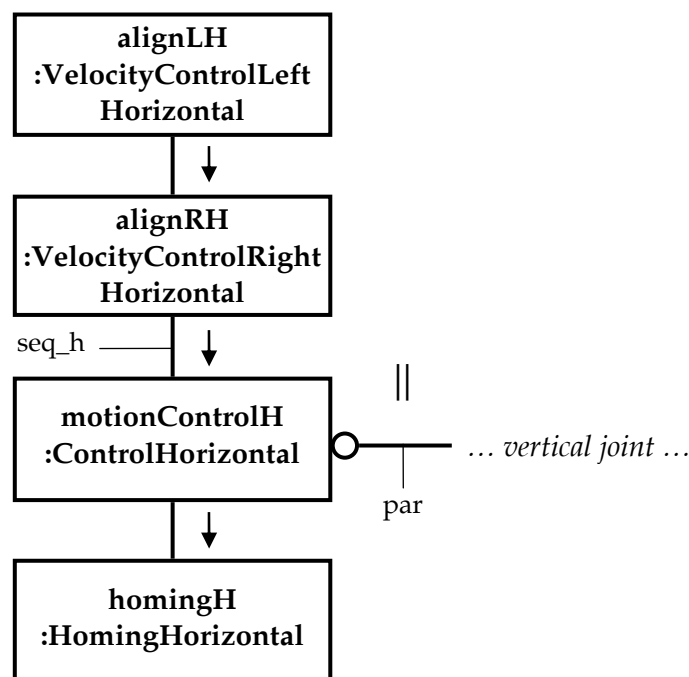 alignLH
:VelocityControlLeft
Horizontal
alignRH
:VelocityControlRight
Horizontal
seq_h
||
motionControlH
:ControlHorizontal
... vertical joint ...
par
homingH
:HomingHorizontal